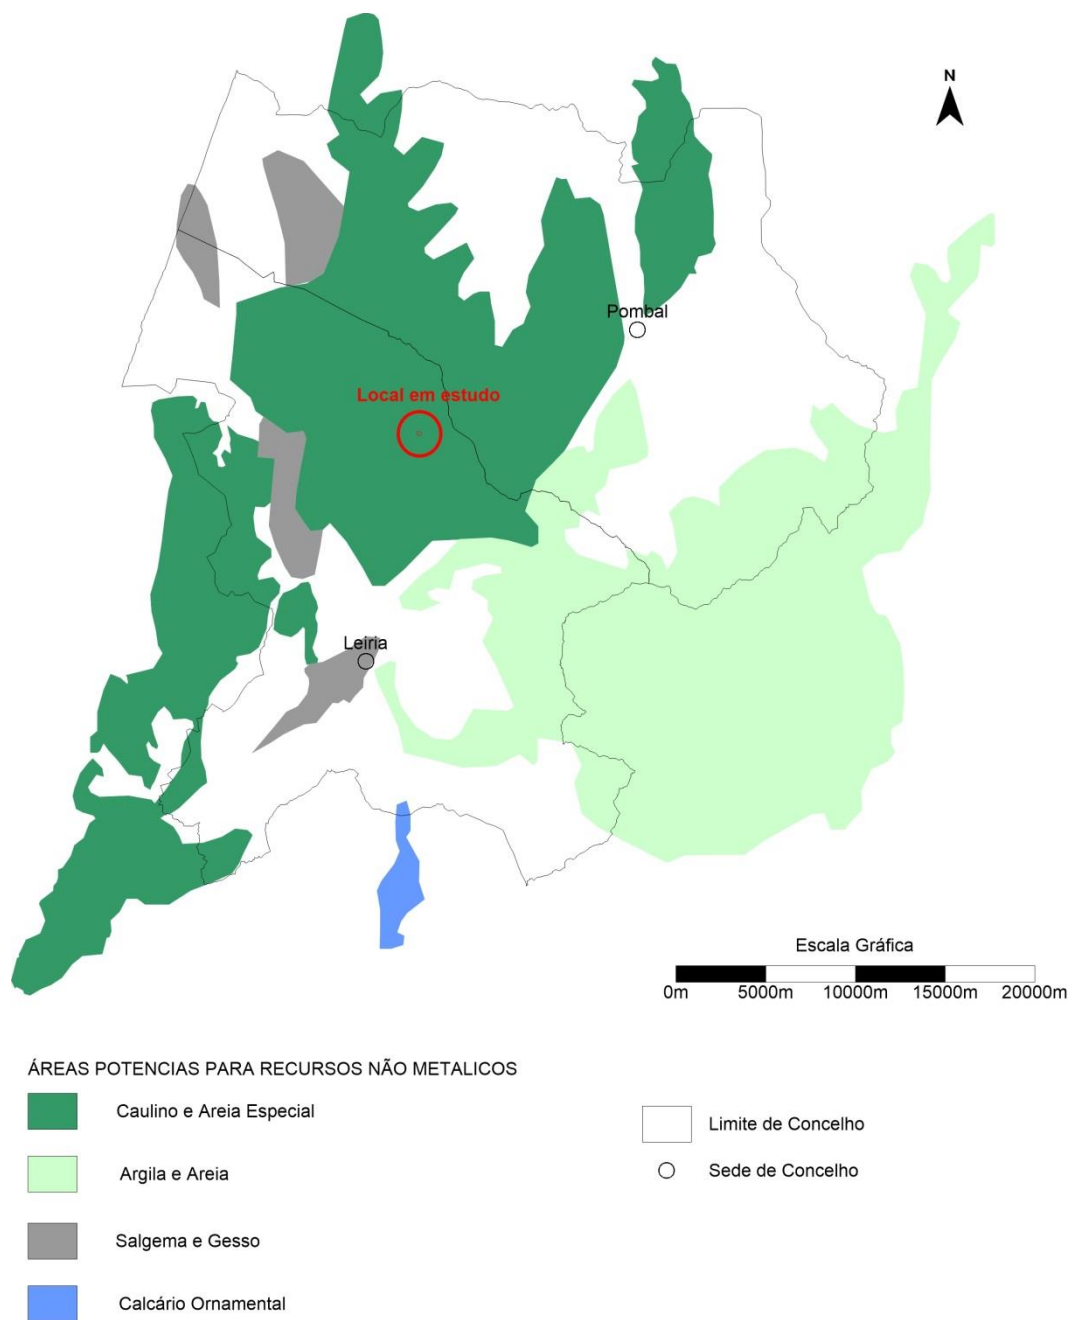 N
Pombal
Local em estudo
Leiria
Escala Gráfica
0m 5000m 10000m 15000m 20000m
ÁREAS POTENCIAS PARA RECURSOS NÃO METALICOS
Caulino e Areia Especial
Limite de Concelho
Argila e Areia
Sede de Concelho
Salgema e Gesso
Calcário Ornamental